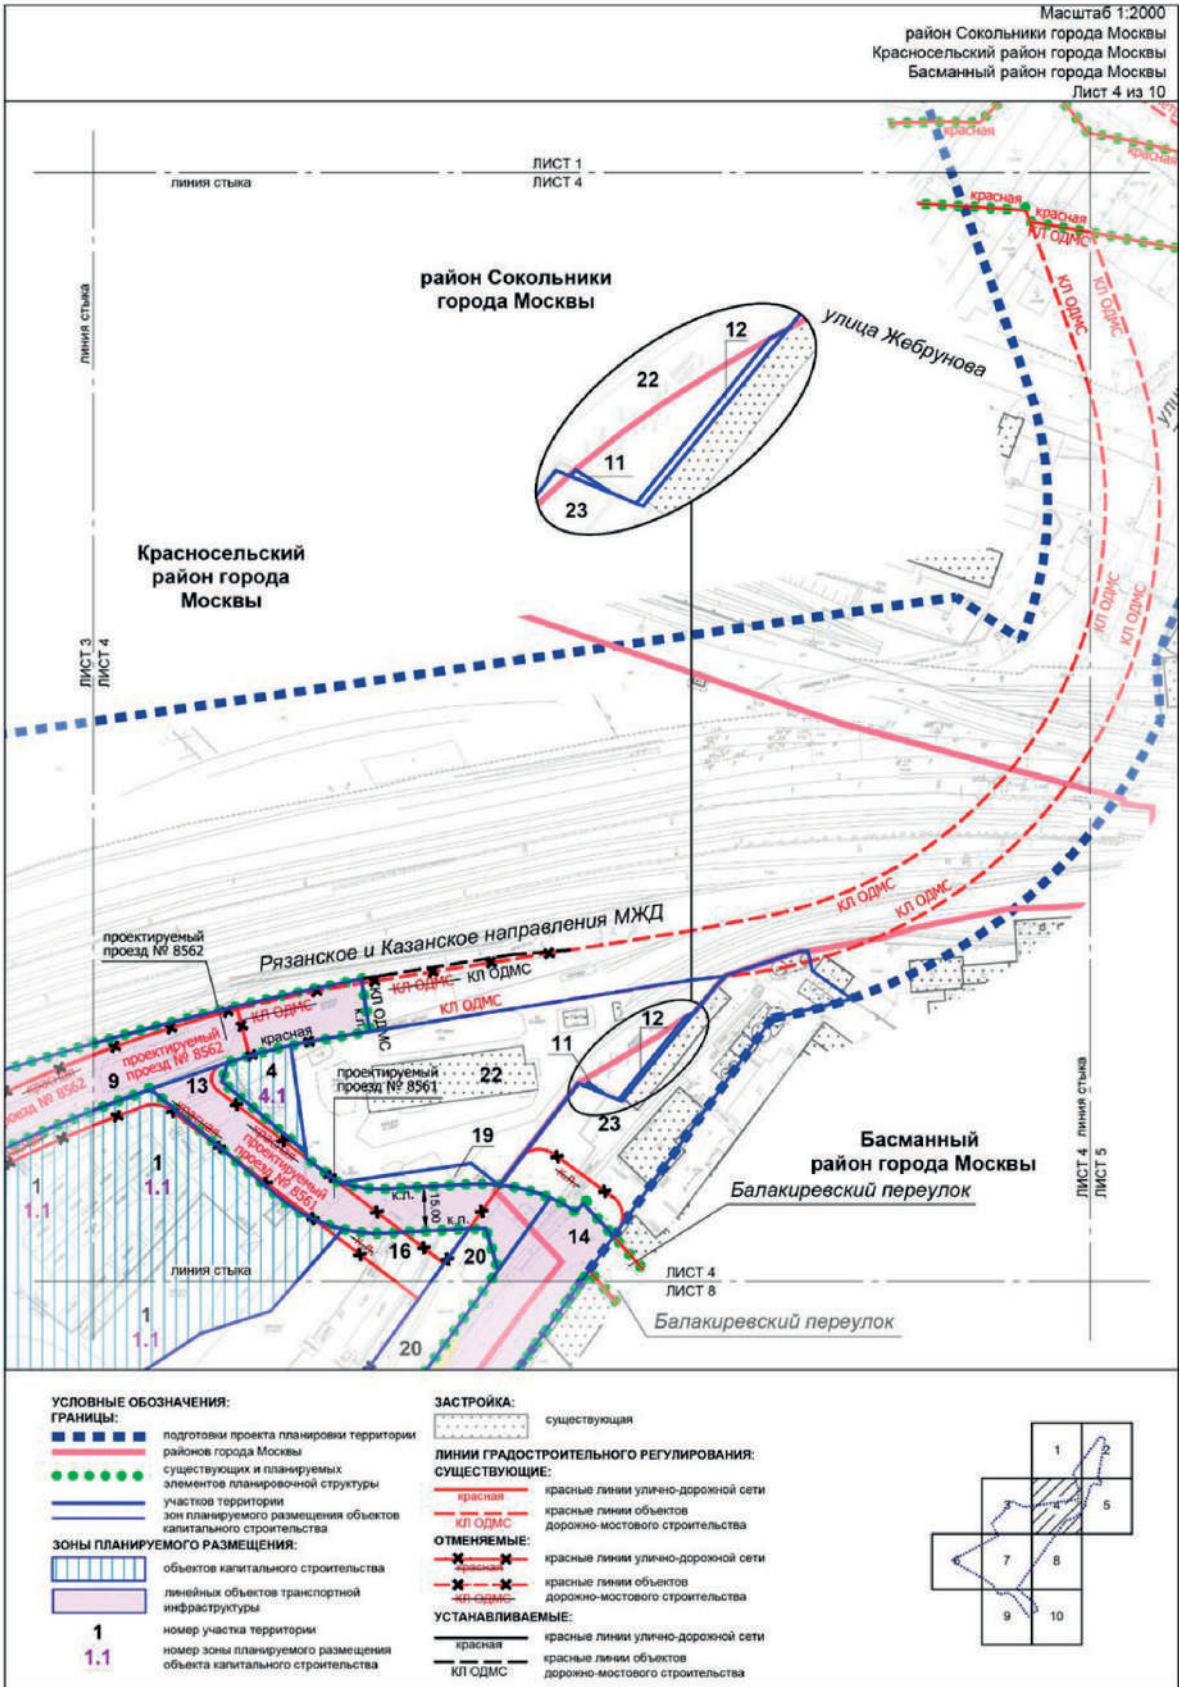 Масштаб 1:2000
район Сокольники города Москвы
Красносельский район города Москвы
Басманный район города Москвы
Лист 4 из 10
красная
красная
ЛИСТ 1
линия стыка
ЛИСТ 4
красная
красная
КЛ ОДМС
КЛ ОДМС
КЛ ОДМС
район Сокольники
города Москвы
линия стыка
улица Жебрунова
12
22
11
23
Красносельский
район города
Москвы
КЛ ОДМС
КЛ ОДМС
ЛИСТ 3
ЛИСТ 4
КЛ ОДМС
КЛ ОДМС
Рязанское и Казанское направления МЖД
проектируемый
проезд № 8562
КЛ ОДМС
КЛ ОДМС
КЛ ОДМС
КЛ ОДМС
КЛ ОДМС
к.л.
красная
проектируемый
проезд № 8562
красная
проезд № 8562
9
13
4
4.1
проектируемый
проезд № 8561
22
11
12
23
19
красная
красная
проектируемый
проезд № 8561
1
1.1
1
1.1
к.л.
15.00
к.л.
к.л.
к.л.
16
20
14
Басманный
район города Москвы
Балакиревский переулок
линия стыка
ЛИСТ 4
ЛИСТ 5
линия стыка
ЛИСТ 4
ЛИСТ 8
1
1.1
20
Балакиревский переулок
УСЛОВНЫЕ ОБОЗНАЧЕНИЯ:
ГРАНИЦЫ:
подготовки проекта планировки территории
районов города Москвы
существующих и планируемых
элементов планировочной структуры
участков территории
зон планируемого размещения объектов
капитального строительства
ЗОНЫ ПЛАНИРУЕМОГО РАЗМЕЩЕНИЯ:
объектов капитального строительства
линейных объектов транспортной
инфраструктуры
1 номер участка территории
1.1 номер зоны планируемого размещения
объекта капитального строительства
ЗАСТРОЙКА:
существующая
ЛИНИИ ГРАДОСТРОИТЕЛЬНОГО РЕГУЛИРОВАНИЯ:
СУЩЕСТВУЮЩИЕ:
красная красные линии улично-дорожной сети
КЛ ОДМС красные линии объектов
дорожно-мостового строительства
ОТМЕНЯЕМЫЕ:
красная красные линии улично-дорожной сети
КЛ ОДМС красные линии объектов
дорожно-мостового строительства
УСТАНАВЛИВАЕМЫЕ:
красная красные линии улично-дорожной сети
КЛ ОДМС красные линии объектов
дорожно-мостового строительства
1 2
3 4 5
6 7 8
9 10